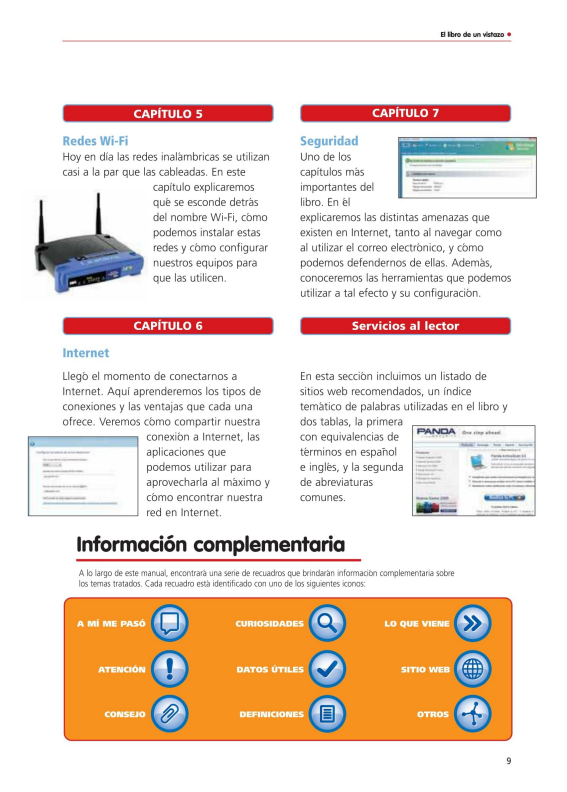 El libro de un vistazo
CAPÍTULO 5
Redes Wi-Fi
Hoy en día las redes inalámbricas se utilizan
casi a la par que las cableadas. En este
capítulo explicaremos
qué se esconde detrás
del nombre Wi-Fi, cómo
podemos instalar estas
redes y cómo configurar
nuestros equipos para
que las utilicen.
CAPÍTULO 6
Internet
Llegó el momento de conectarnos a
Internet. Aquí aprenderemos los tipos de
conexiones y las ventajas que cada una
ofrece. Veremos cómo compartir nuestra
conexión a Internet, las
aplicaciones que
podemos utilizar para
aprovecharla al máximo y
cómo encontrar nuestra
red en Internet.
CAPÍTULO 7
Seguridad
Uno de los
capítulos más
importantes del
libro. En él
explicaremos las distintas amenazas que
existen en Internet, tanto al navegar como
al utilizar el correo electrónico, y cómo
podemos defendernos de ellas. Además,
conoceremos las herramientas que podemos
utilizar a tal efecto y su configuración.
Servicios al lector
En esta sección incluimos un listado de
sitios web recomendados, un índice
temático de palabras utilizadas en el libro y
dos tablas, la primera
con equivalencias de
términos en español
e inglés, y la segunda
de abreviaturas
comunes.
PANDA
One step ahead.
Información complementaria
A lo largo de este manual, encontrará una serie de recuadros que brindarán información complementaria sobre
los temas tratados. Cada recuadro está identificado con uno de los siguientes iconos:
A MÍ ME PASÓ
CURIOSIDADES
LO QUE VIENE
ATENCIÓN
DATOS ÚTILES
SITIO WEB
CONSEJO
DEFINICIONES
OTROS
9